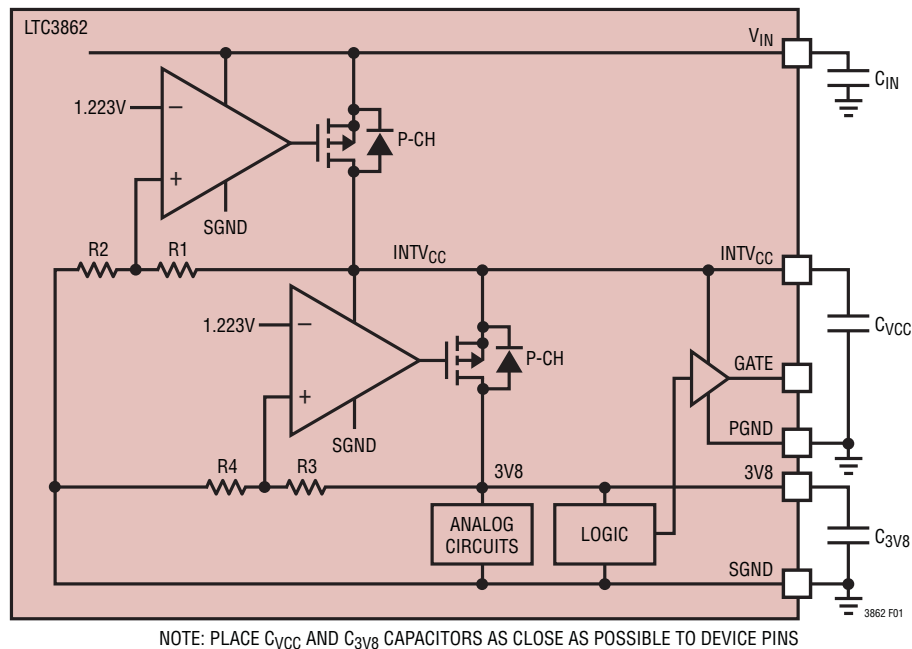 LTC3862
VIN
CIN
1.223V
−
P-CH
+
SGND
R2
R1
INTVCC
INTVCC
1.223V
−
CVCC
P-CH
GATE
+
SGND
PGND
R4
R3
3V8
3V8
ANALOG
CIRCUITS
LOGIC
C3V8
SGND
3862 F01
NOTE: PLACE CVCC AND C3V8 CAPACITORS AS CLOSE AS POSSIBLE TO DEVICE PINS